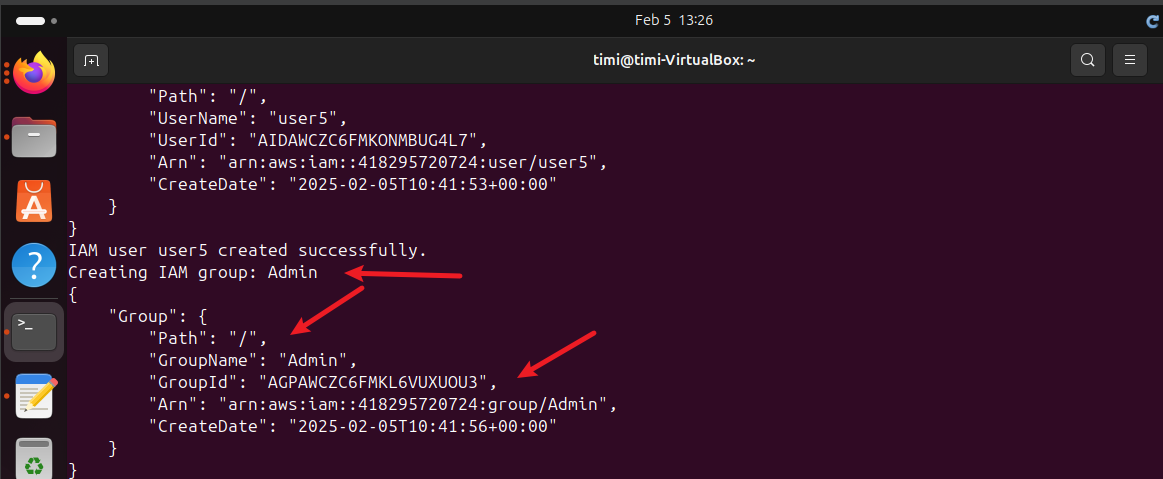 Feb 5 13:26
timi@timi-VirtualBox: ~
"Path": "/",
"UserName": "user5",
"UserId": "AIDAWCZC6FMKONMBUG4L7",
"Arn": "arn:aws:iam::418295720724:user/user5",
"CreateDate": "2025-02-05T10:41:53+00:00"
}
}
IAM user user5 created successfully.
Creating IAM group: Admin
{
"Group": {
"Path": "/",
"GroupName": "Admin",
"GroupId": "AGPAWCZC6FMKL6VUXUOU3",
"Arn": "arn:aws:iam::418295720724:group/Admin",
"CreateDate": "2025-02-05T10:41:56+00:00"
}
}